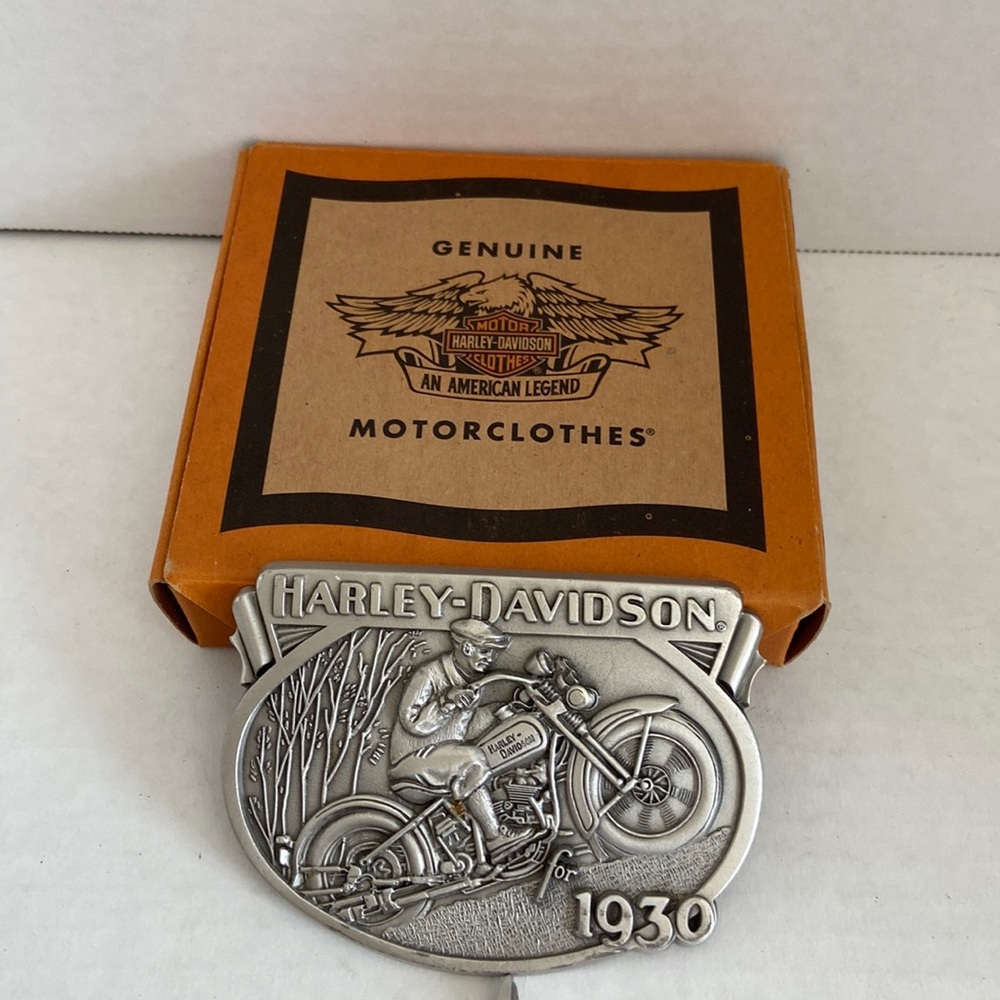 GENUINE
MOTOR
HARLEY-DAVIDSON
CLOTHES
®
AN AMERICAN LEGEND
MOTORCLOTHES®
HARLEY-DAVIDSON®
HARLEY-
DAVIDSON
for
1930